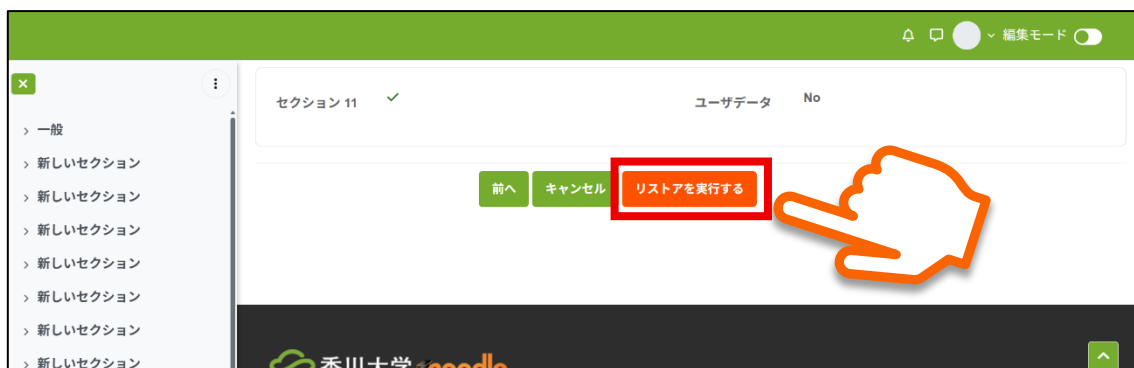 編集モード
セクション 11
ユーザデータ No
一般
新しいセクション
新しいセクション
新しいセクション
新しいセクション
新しいセクション
新しいセクション
新しいセクション
前へ キャンセル リストアを実行する
香川大学 moodle